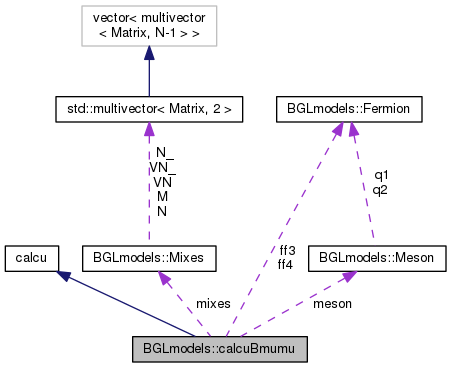 vector< multivector
< Matrix, N-1 > >
std::multivector< Matrix, 2 >
BGLmodels::Fermion
N_
VN_
VN
M
N
q1
q2
ff3
ff4
calcu
BGLmodels::Mixes
BGLmodels::Meson
mixes
meson
BGLmodels::calcuBmumu